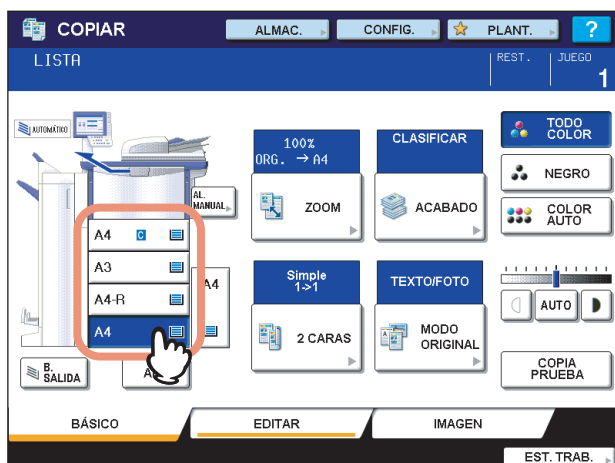 COPIAR
ALMAC.
CONFIG.
PLANT.
?
LISTA
REST.
JUEGO
1
AUTOMÁTICO
AL.
MANUAL
A4 C
A3
A4-R
A4
A4
B.
SALIDA
100%
ORG. → A4
ZOOM
CLASIFICAR
ACABADO
Simple
1->1
2 CARAS
TEXTO/FOTO
MODO
ORIGINAL
TODO
COLOR
NEGRO
COLOR
AUTO
AUTO
COPIA
PRUEBA
BÁSICO
EDITAR
IMAGEN
EST. TRAB.